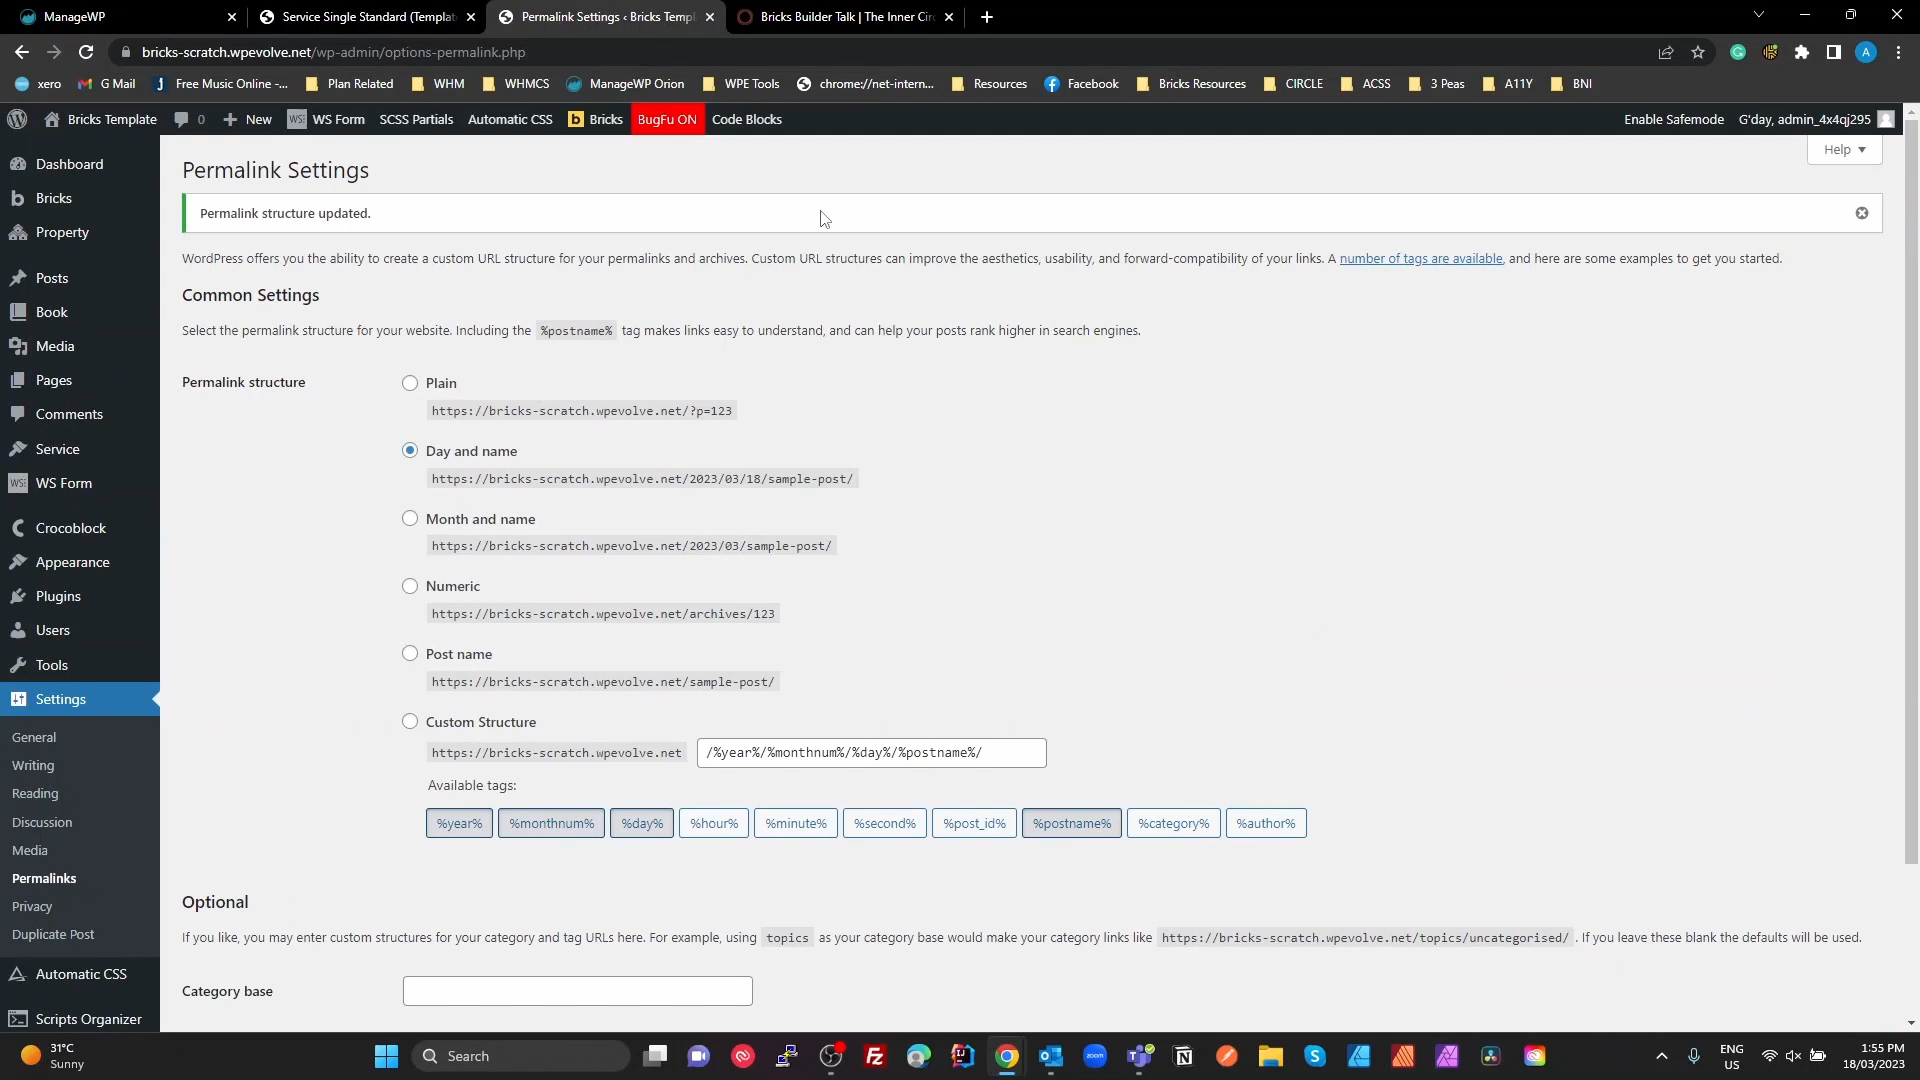 ManageWP
Service Single Standard (Templat
Permalink Settings ‹ Bricks Templ
Bricks Builder Talk | The Inner Circ
bricks-scratch.wpevolve.net/wp-admin/options-permalink.php
xero
G Mail
Free Music Online -...
Plan Related
WHM
WHMCS
ManageWP Orion
WPE Tools
chrome://net-intern...
Resources
Facebook
Bricks Resources
CIRCLE
ACSS
3 Peas
A11Y
BNI
Bricks Template
0
New
WS Form
SCSS Partials
Automatic CSS
Bricks
BugFu ON
Code Blocks
Enable Safemode
G'day, admin_4x4qj295
Dashboard
Bricks
Property
Posts
Book
Media
Pages
Comments
Service
WS Form
Crocoblock
Appearance
Plugins
Users
Tools
Settings
General
Writing
Reading
Discussion
Media
Permalinks
Privacy
Duplicate Post
Automatic CSS
Scripts Organizer
Help
Permalink Settings
Permalink structure updated.
WordPress offers you the ability to create a custom URL structure for your permalinks and archives. Custom URL structures can improve the aesthetics, usability, and forward-compatibility of your links. A number of tags are available, and here are some examples to get you started.
Common Settings
Select the permalink structure for your website. Including the %postname% tag makes links easy to understand, and can help your posts rank higher in search engines.
Permalink structure
Plain
https://bricks-scratch.wpevolve.net/?p=123
Day and name
https://bricks-scratch.wpevolve.net/2023/03/18/sample-post/
Month and name
https://bricks-scratch.wpevolve.net/2023/03/sample-post/
Numeric
https://bricks-scratch.wpevolve.net/archives/123
Post name
https://bricks-scratch.wpevolve.net/sample-post/
Custom Structure
https://bricks-scratch.wpevolve.net /%year%/%monthnum%/%day%/%postname%/
Available tags:
%year% %monthnum% %day% %hour% %minute% %second% %post_id% %postname% %category% %author%
Optional
If you like, you may enter custom structures for your category and tag URLs here. For example, using topics as your category base would make your category links like https://bricks-scratch.wpevolve.net/topics/uncategorised/ . If you leave these blank the defaults will be used.
Category base
31°C
Sunny
Search
ENG
US
1:55 PM
18/03/2023